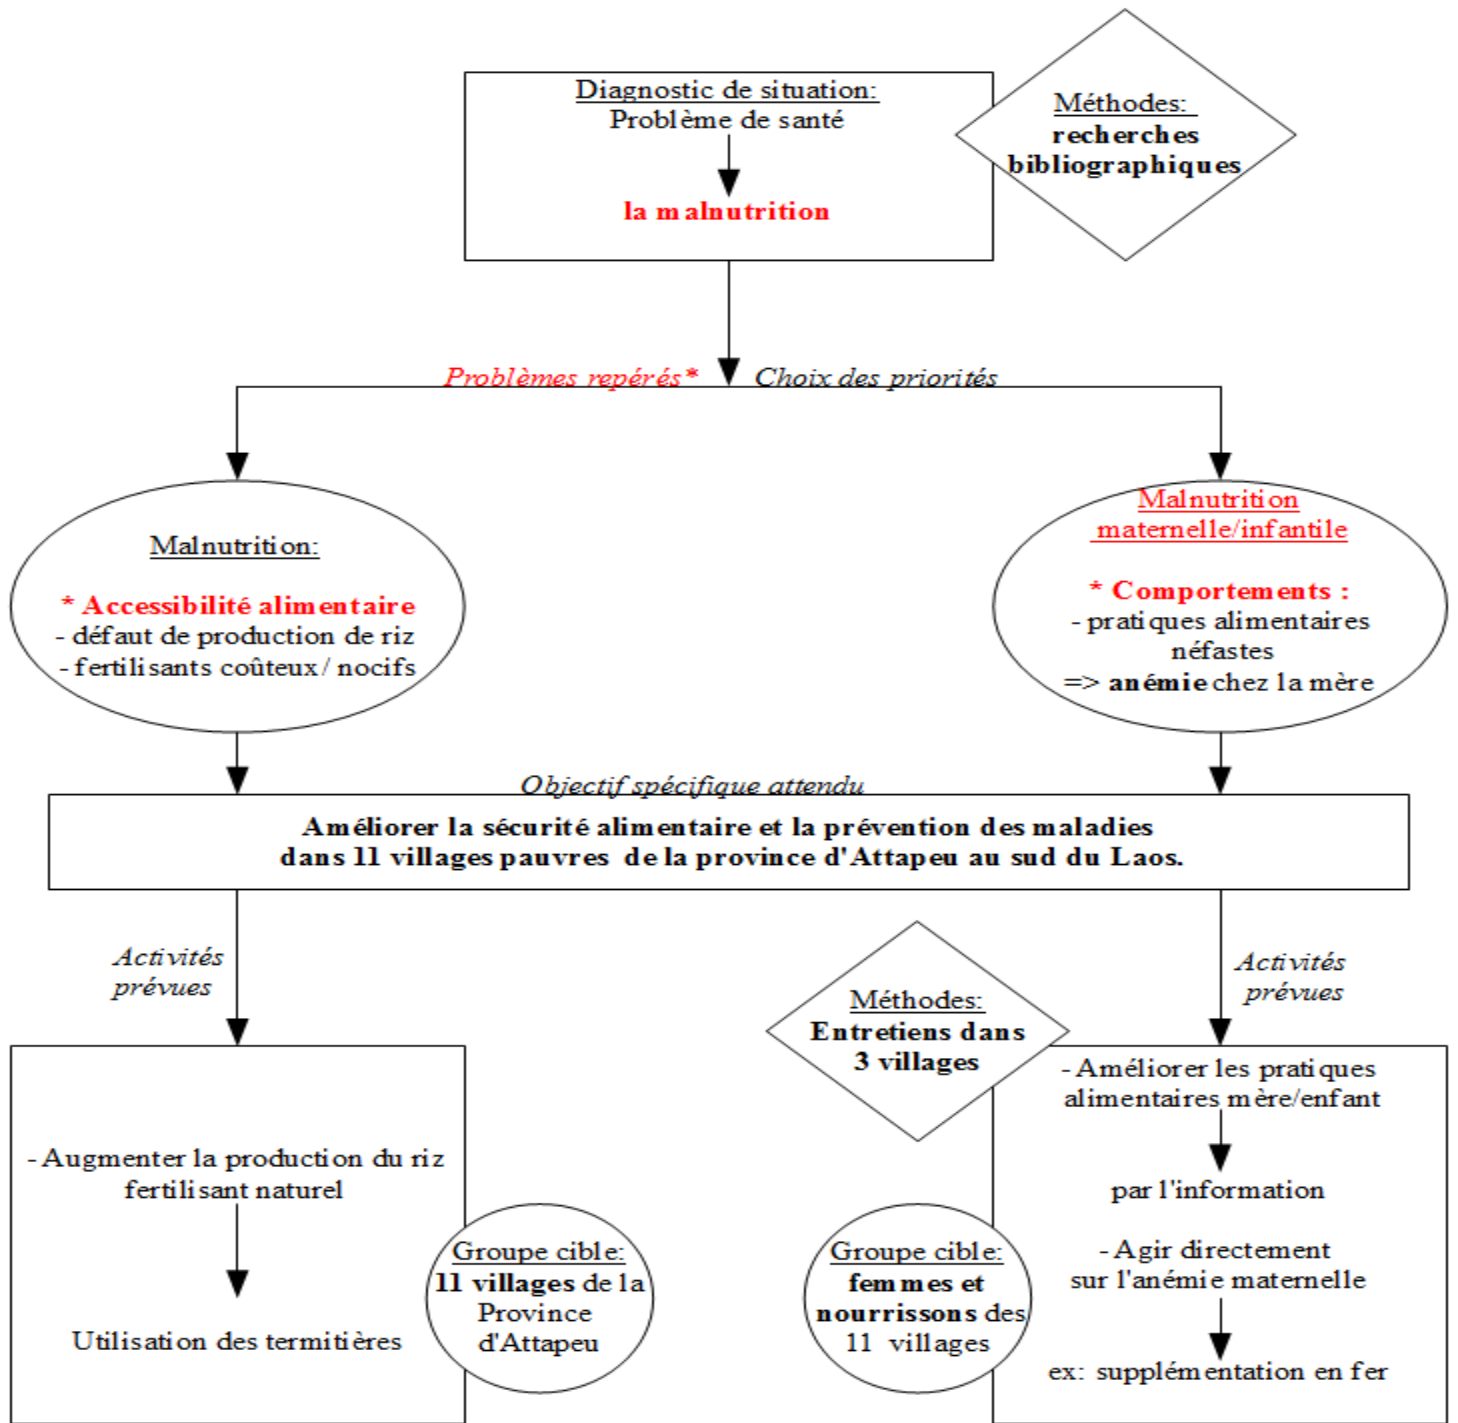 Diagnostic de situation:
Problème de santé
la malnutrition
Méthodes:
recherches
bibliographiques
Problèmes repérés*
Choix des priorités
Malnutrition:
* Accessibilité alimentaire
- défaut de production de riz
- fertilisants coûteux / nocifs
Malnutrition
maternelle/infantile
* Comportements :
- pratiques alimentaires
néfastes
=> anémie chez la mère
Objectif spécifique attendu
Améliorer la sécurité alimentaire et la prévention des maladies
dans 11 villages pauvres de la province d'Attapeu au sud du Laos.
Activités
prévues
Méthodes:
Entretiens dans
3 villages
Activités
prévues
- Augmenter la production du riz
fertilisant naturel
Utilisation des termitières
Groupe cible:
11 villages de la
Province
d'Attapeu
Groupe cible:
femmes et
nourrissons des
11 villages
- Améliorer les pratiques
alimentaires mère/enfant
par l'information
- Agir directement
sur l'anémie maternelle
ex: supplémentation en fer